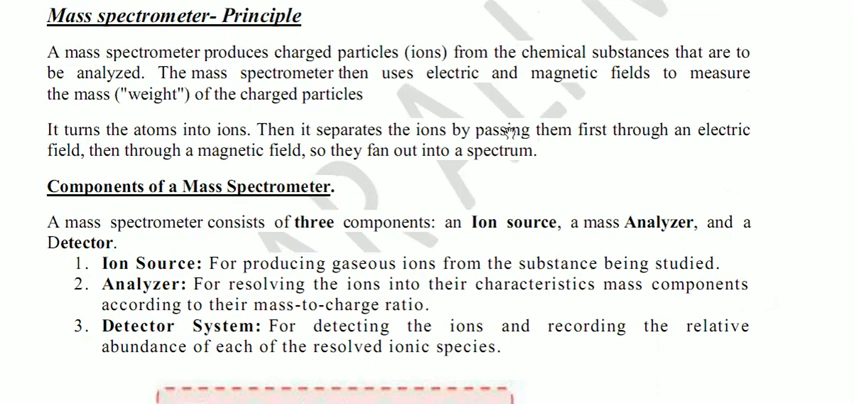 Mass spectrometer- Principle
A mass spectrometer produces charged particles (ions) from the chemical substances that are to
be analyzed. The mass spectrometer then uses electric and magnetic fields to measure
the mass ("weight") of the charged particles
It turns the atoms into ions. Then it separates the ions by passing them first through an electric
field, then through a magnetic field, so they fan out into a spectrum.
Components of a Mass Spectrometer.
A mass spectrometer consists of three components: an Ion source, a mass Analyzer, and a
Detector.
1. Ion Source: For producing gaseous ions from the substance being studied.
2. Analyzer: For resolving the ions into their characteristics mass components
according to their mass-to-charge ratio.
3. Detector System: For detecting the ions and recording the relative
abundance of each of the resolved ionic species.